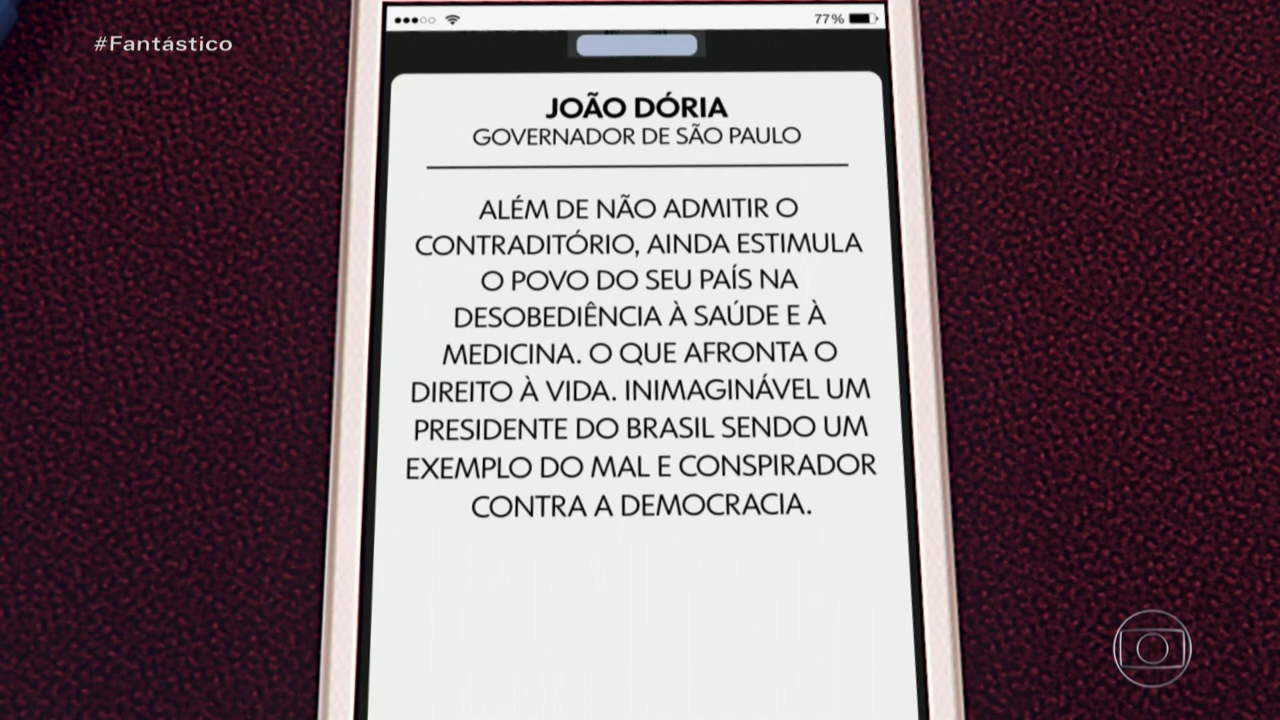 #Fantástico
77%
JOÃO DÓRIA
GOVERNADOR DE SÃO PAULO
ALÉM DE NÃO ADMITIR O
CONTRADITÓRIO, AINDA ESTIMULA
O POVO DO SEU PAÍS NA
DESOBEDIÊNCIA À SAÚDE E À
MEDICINA. O QUE AFRONTA O
DIREITO À VIDA. INIMAGINÁVEL UM
PRESIDENTE DO BRASIL SENDO UM
EXEMPLO DO MAL E CONSPIRADOR
CONTRA A DEMOCRACIA.